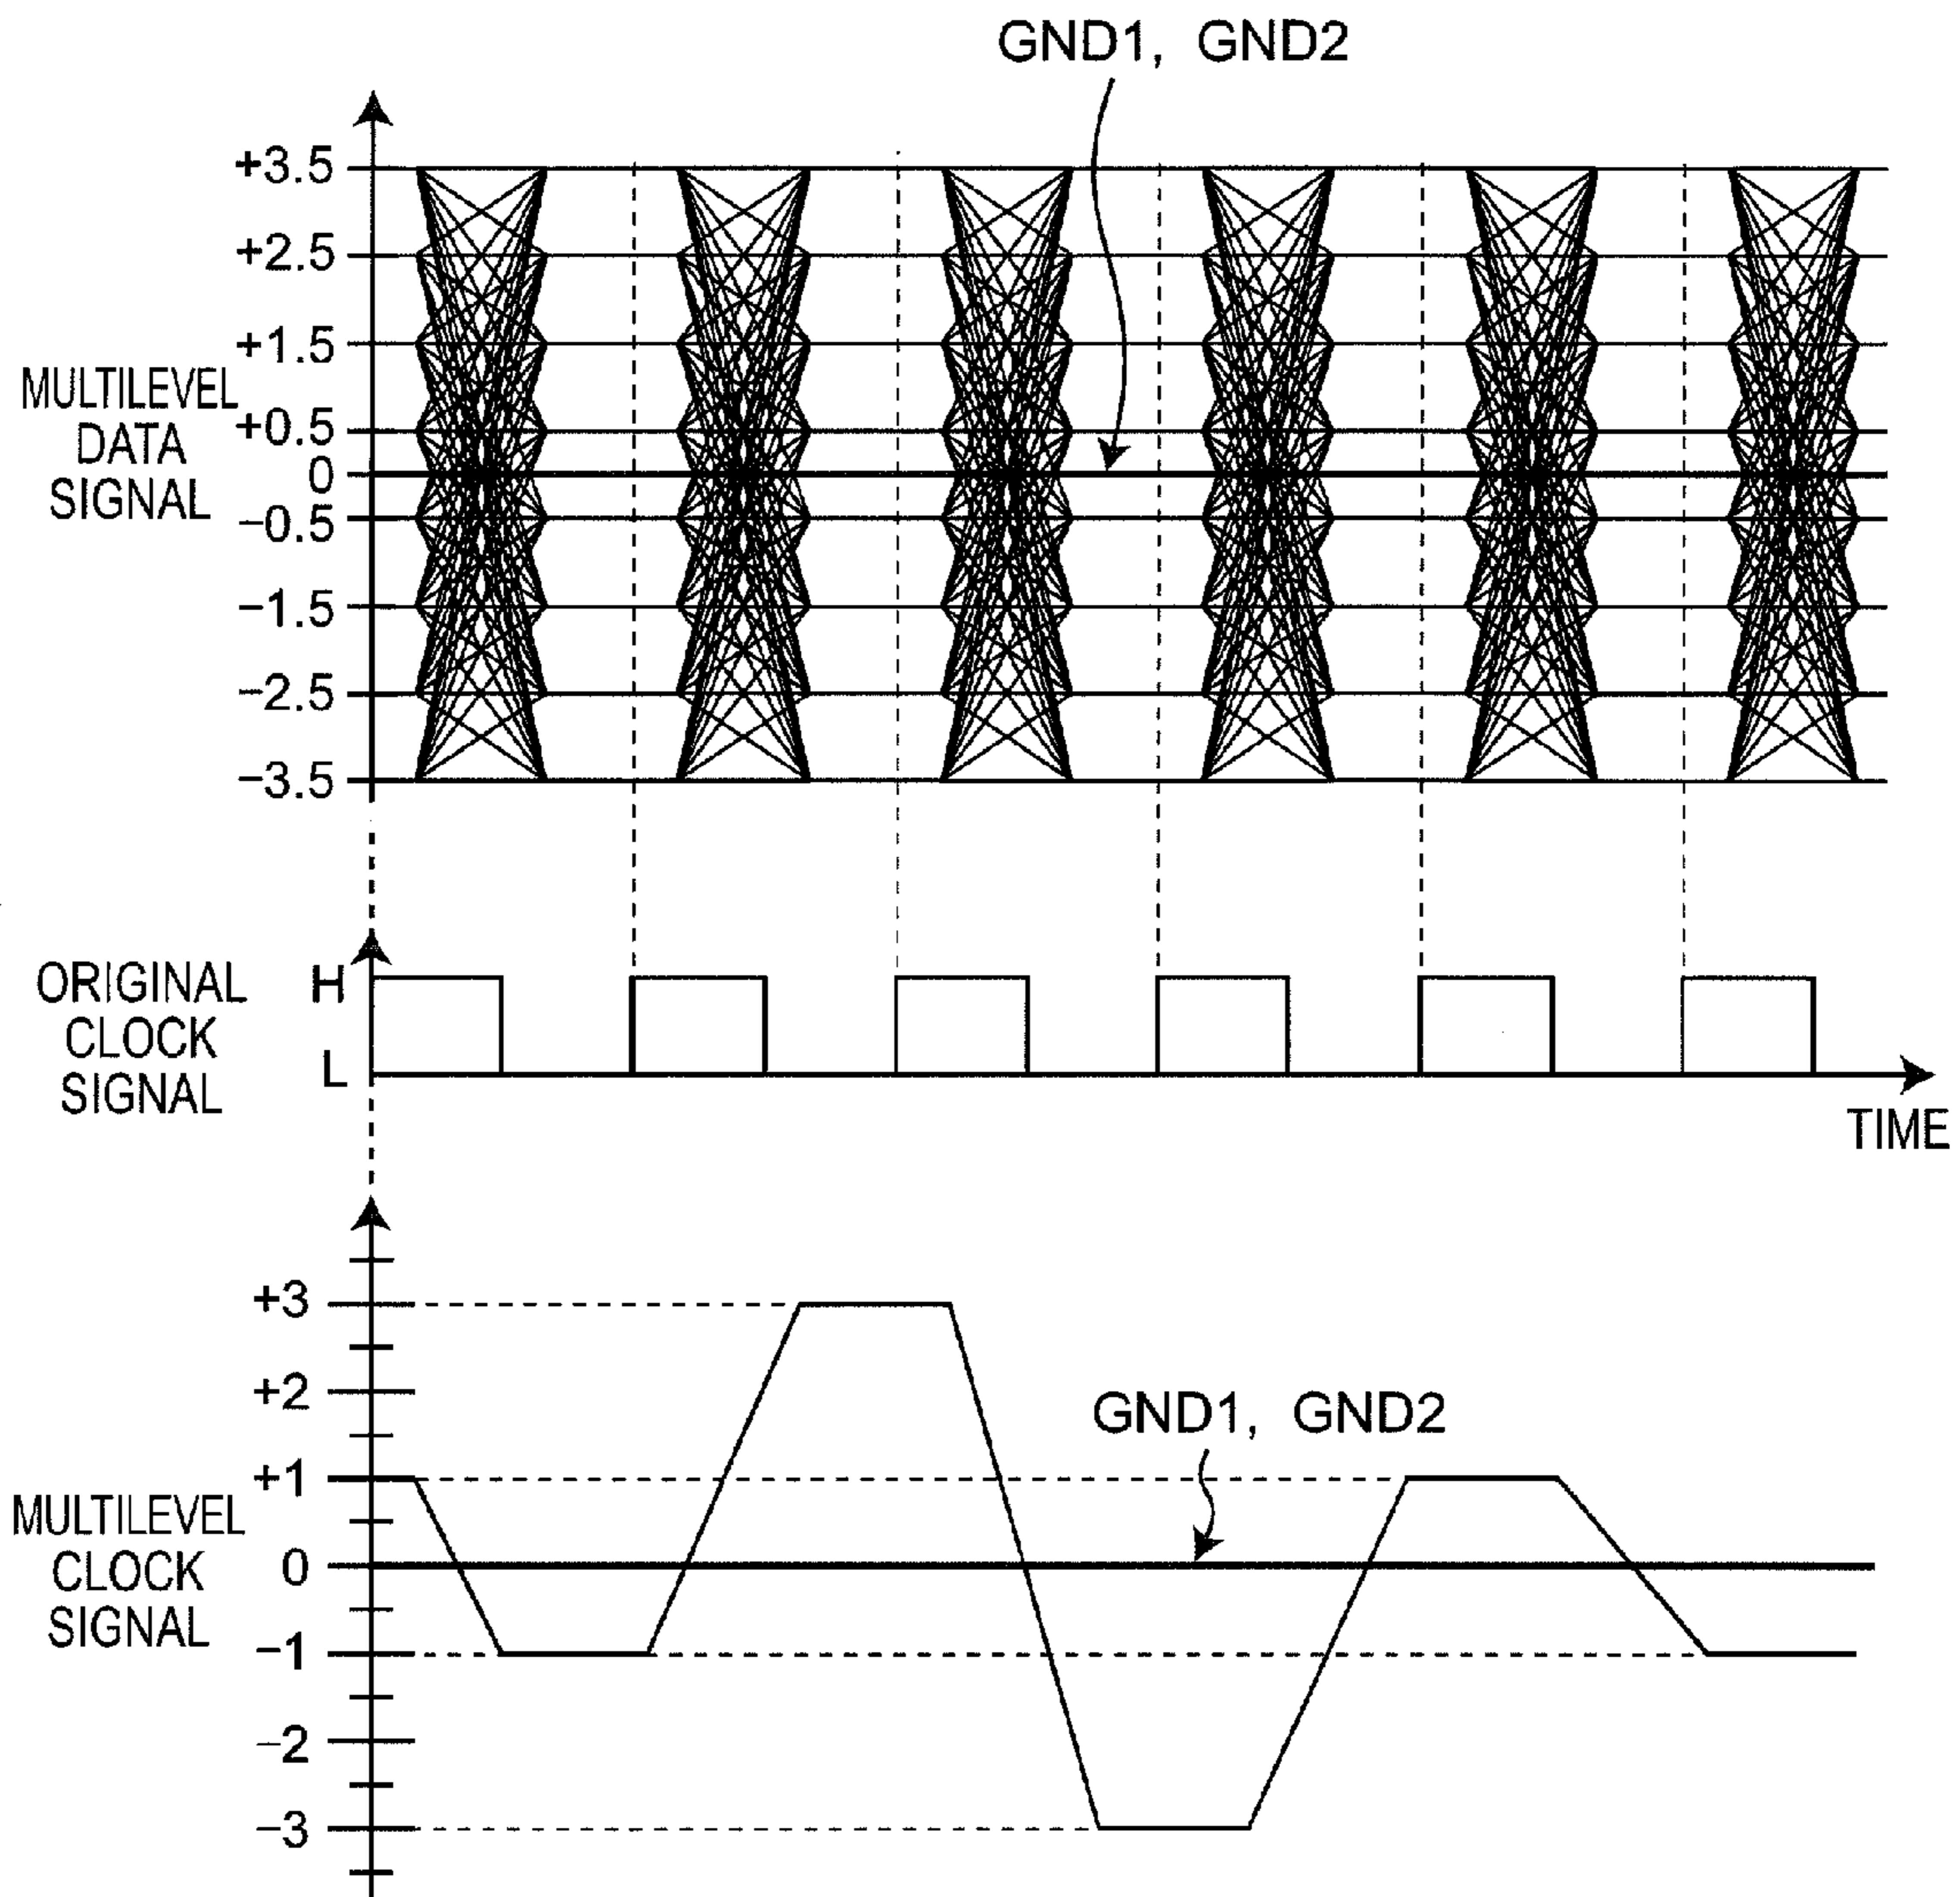 GND1, GND2
+3.5
+2.5
+1.5
+0.5
0
−0.5
−1.5
−2.5
−3.5
MULTILEVEL
DATA
SIGNAL
ORIGINAL
CLOCK
SIGNAL
H
L
TIME
+3
+2
+1
0
−1
−2
−3
GND1, GND2
MULTILEVEL
CLOCK
SIGNAL